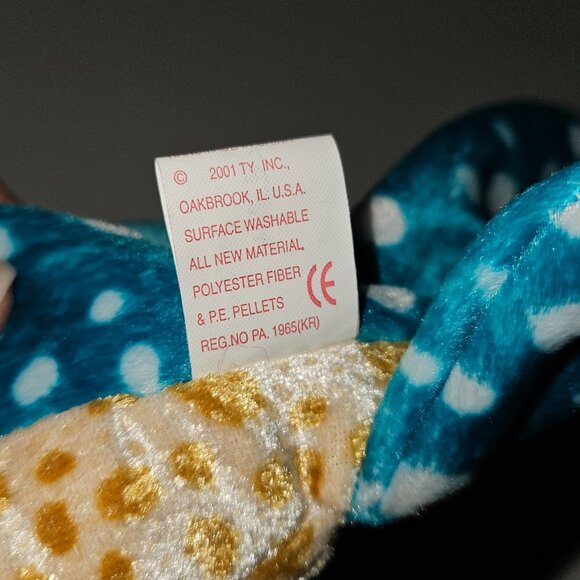 © 2001 TY INC.,
OAKBROOK, IL. U.S.A.
SURFACE WASHABLE
ALL NEW MATERIAL
POLYESTER FIBER
& P.E. PELLETS
CE
REG.NO PA. 1965(KR)